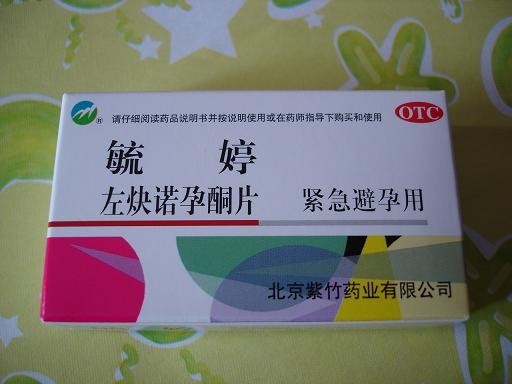 ® 请仔细阅读药品说明书并按说明使用或在药师指导下购买和使用 OTC
毓婷
左炔诺孕酮片 紧急避孕用
北京紫竹药业有限公司